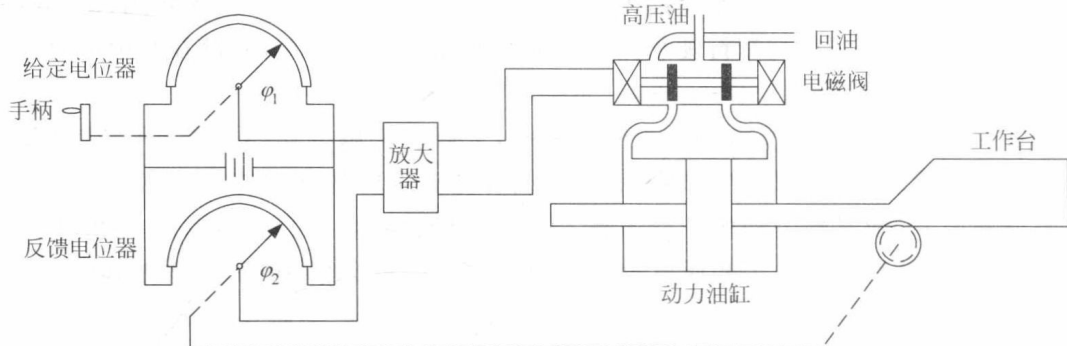 高压油
回油
给定电位器
电磁阀
手柄
φ₁
放大器
工作台
反馈电位器
φ₂
动力油缸